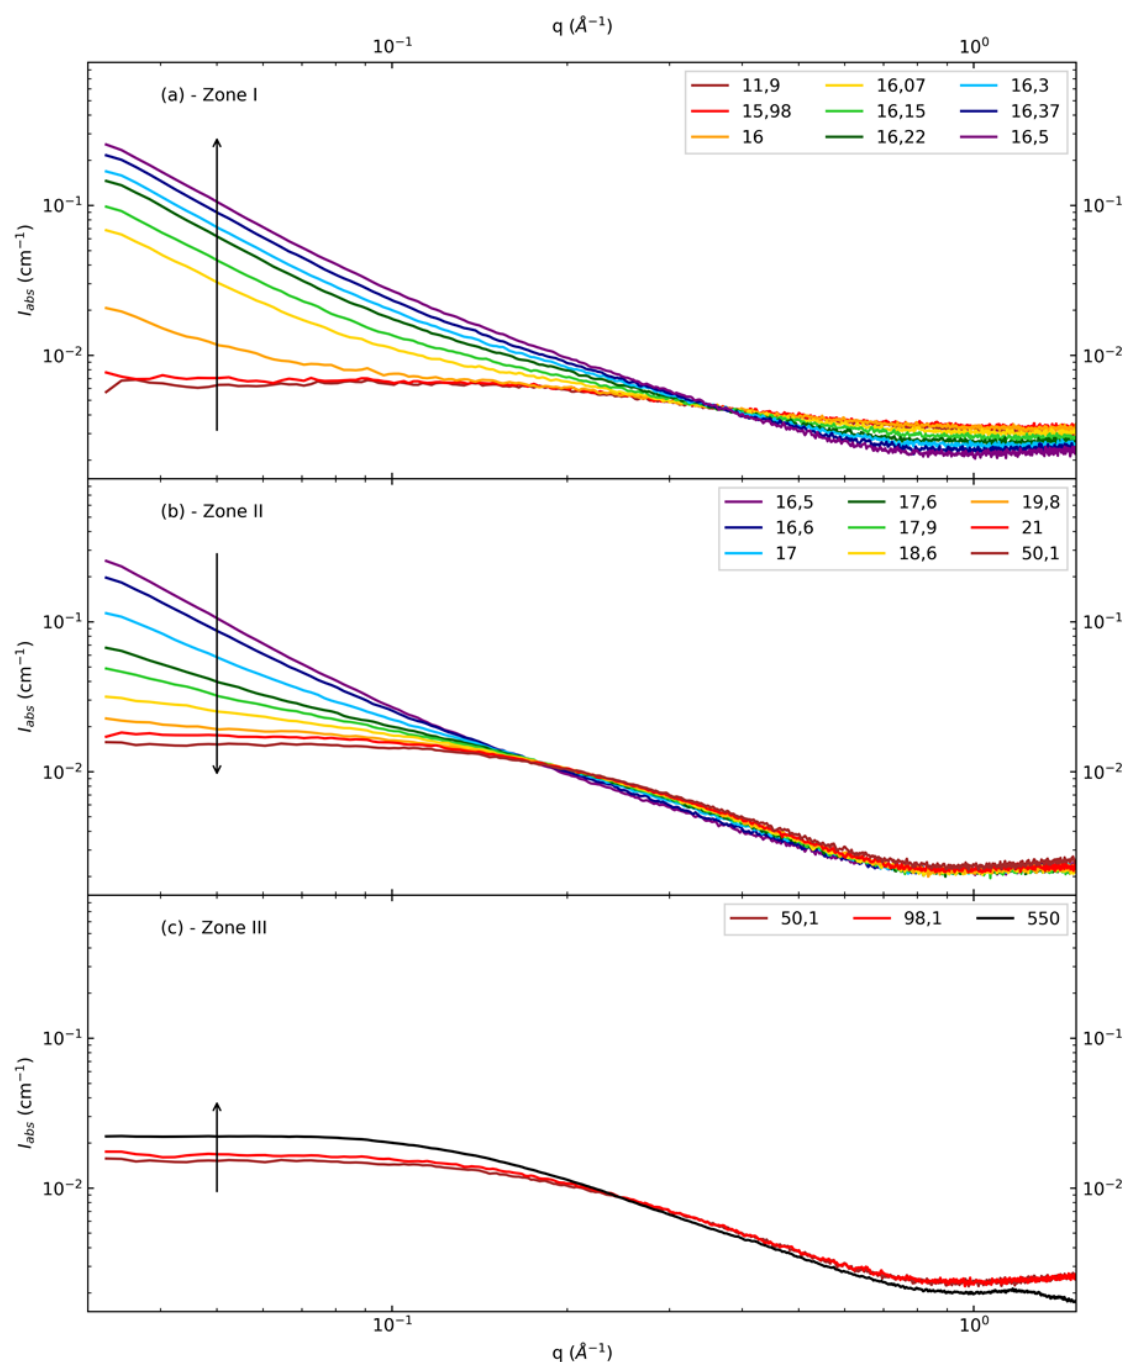 q (Å⁻¹)
10⁻¹ 10⁰
(a) - Zone I
11,9 16,07 16,3
15,98 16,15 16,37
16 16,22 16,5
10⁻¹ 10⁻¹
I_abs (cm⁻¹)
10⁻² 10⁻²
(b) - Zone II
16,5 17,6 19,8
16,6 17,9 21
17 18,6 50,1
10⁻¹ 10⁻¹
I_abs (cm⁻¹)
10⁻² 10⁻²
(c) - Zone III
50,1 98,1 550
10⁻¹ 10⁻¹
I_abs (cm⁻¹)
10⁻² 10⁻²
10⁻¹ 10⁰
q (Å⁻¹)